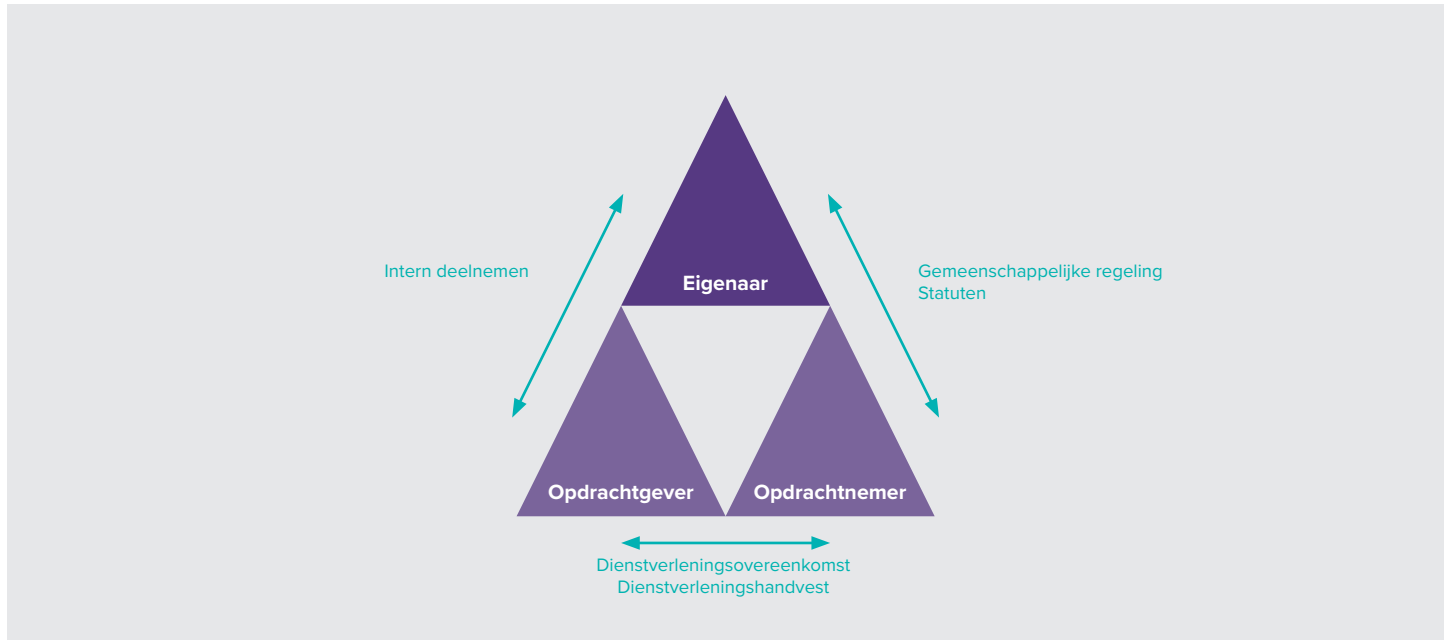 Intern deelnemen
Gemeenschappelijke regeling
Statuten
Eigenaar
Opdrachtgever
Opdrachtnemer
Dienstverleningsovereenkomst
Dienstverleningshandvest